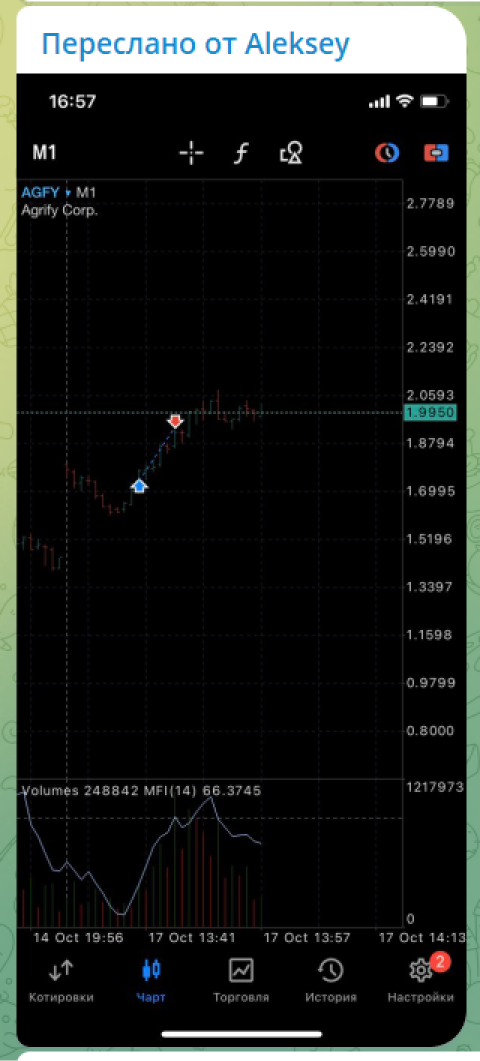 Переслано от Aleksey
16:57
M1
AGFY ▾ M1
Agrify Corp.
2.7789
2.5990
2.4191
2.2392
2.0593
1.9950
1.8794
1.6995
1.5196
1.3397
1.1598
0.9799
0.8000
Volumes 248842 MFI(14) 66.3745
1217973
0
14 Oct 19:56 17 Oct 13:41 17 Oct 13:57 17 Oct 14:13
2
Котировки Чарт Торговля История Настройки